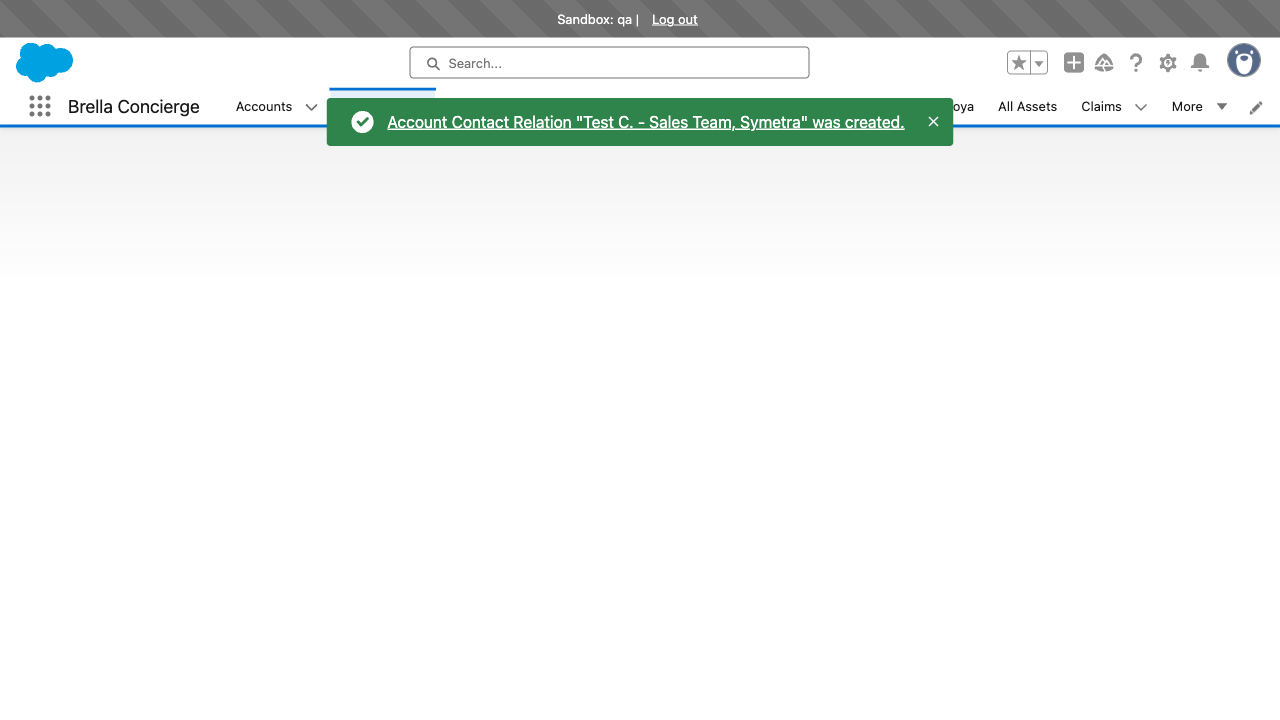 Sandbox: qa | Log out
Search...
Brella Concierge Accounts oya All Assets Claims More
Account Contact Relation "Test C. - Sales Team, Symetra" was created.